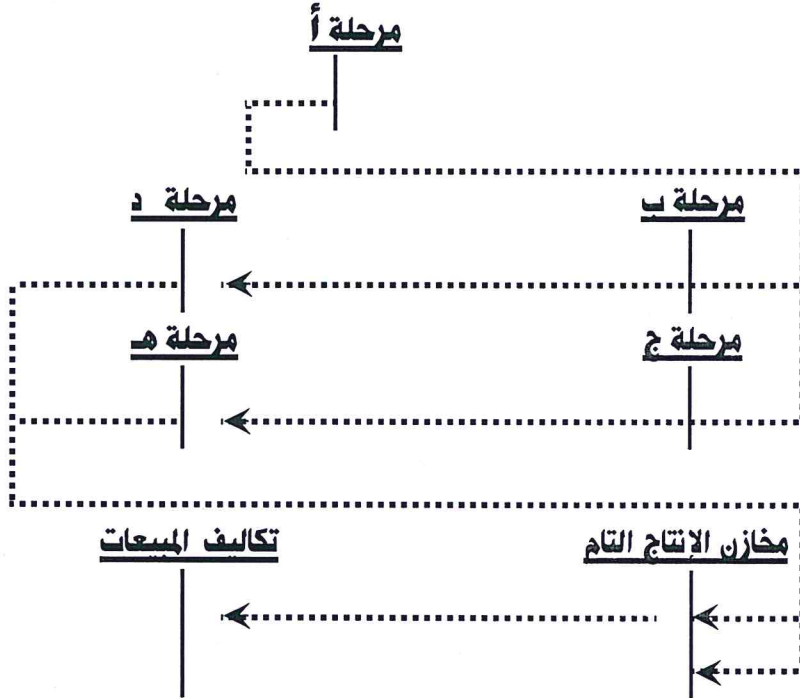 مرحلة أ
مرحلة ب
مرحلة د
مرحلة ج
مرحلة هـ
مخازن الإنتاج التام
تكاليف المبيعات